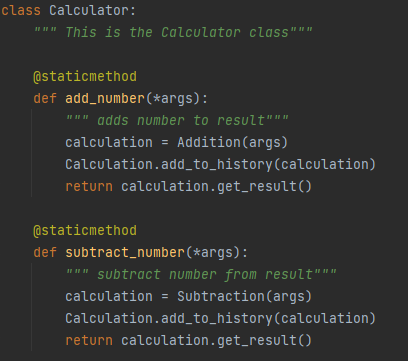 class Calculator:
    """ This is the Calculator class"""
    @staticmethod
    def add_number(*args):
        """ adds number to result"""
        calculation = Addition(args)
        Calculator.add_to_history(calculation)
        return calculation.get_result()
    @staticmethod
    def subtract_number(*args):
        """ subtract number from result"""
        calculation = Subtraction(args)
        Calculator.add_to_history(calculation)
        return calculation.get_result()